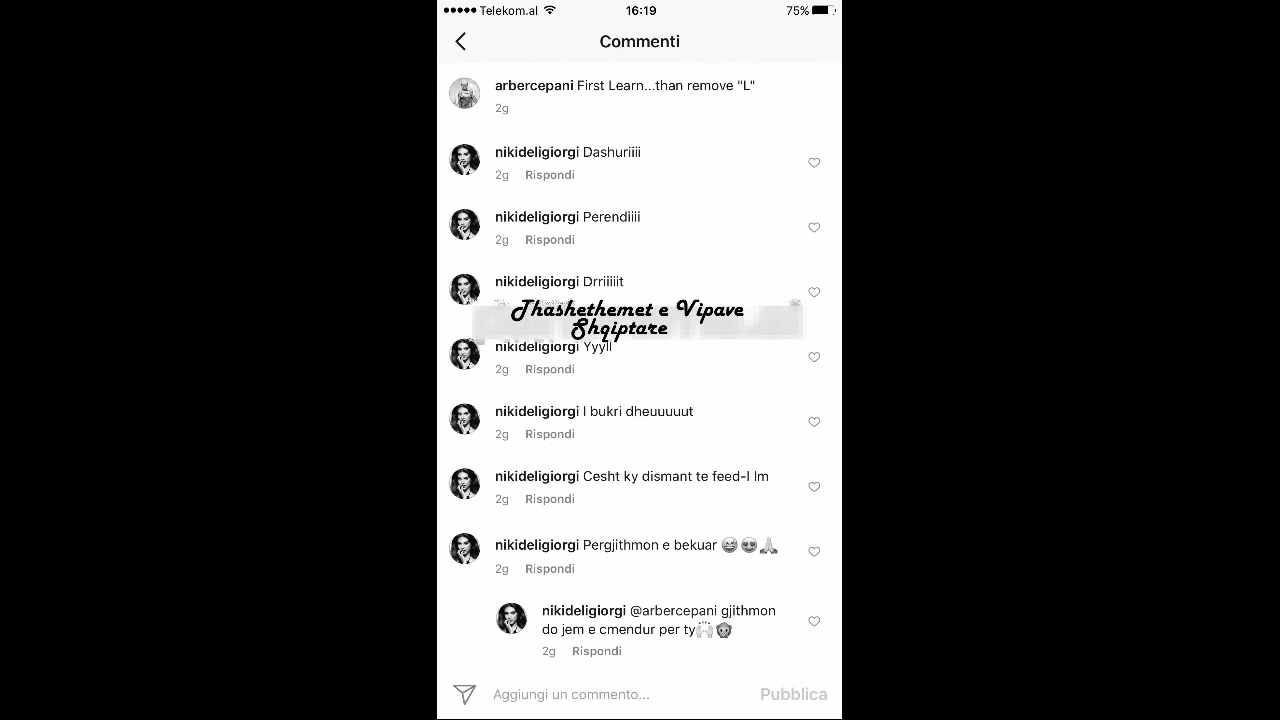 Telekom.al 16:19 75%
Commenti
arbercepani First Learn...than remove "L"
2g
nikideligiorgi Dashuriiii
2g Rispondi
nikideligiorgi Perendiiii
2g Rispondi
nikideligiorgi Drriiiiit
Thashethemet e Vipave
Shqiptare
nikideligiorgi Yyyll
2g Rispondi
nikideligiorgi I bukri dheuuuuut
2g Rispondi
nikideligiorgi Cesht ky dismant te feed-I Im
2g Rispondi
nikideligiorgi Pergjithmon e bekuar 😅😍🙏
2g Rispondi
nikideligiorgi @arbercepani gjithmon
do jem e cmendur per ty🙌🙊
2g Rispondi
Aggiungi un commento... Pubblica